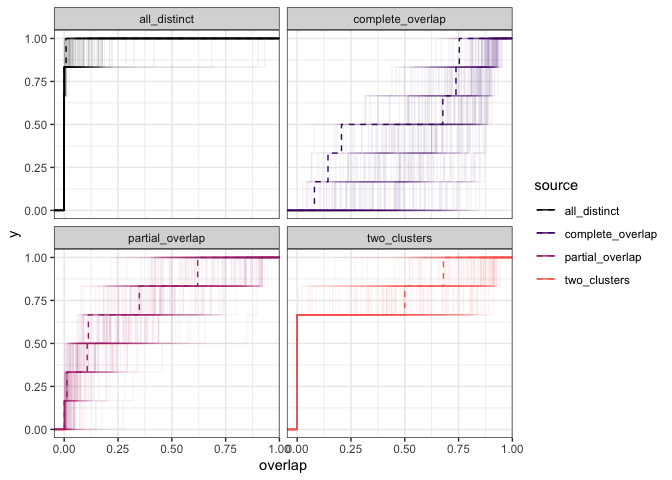 all_distinct
complete_overlap
1.00
0.75
0.50
0.25
0.00
partial_overlap
two_clusters
1.00
0.75
0.50
0.25
0.00
0.00 0.25 0.50 0.75 1.00
0.00 0.25 0.50 0.75 1.00
overlap
y
source
all_distinct
complete_overlap
partial_overlap
two_clusters